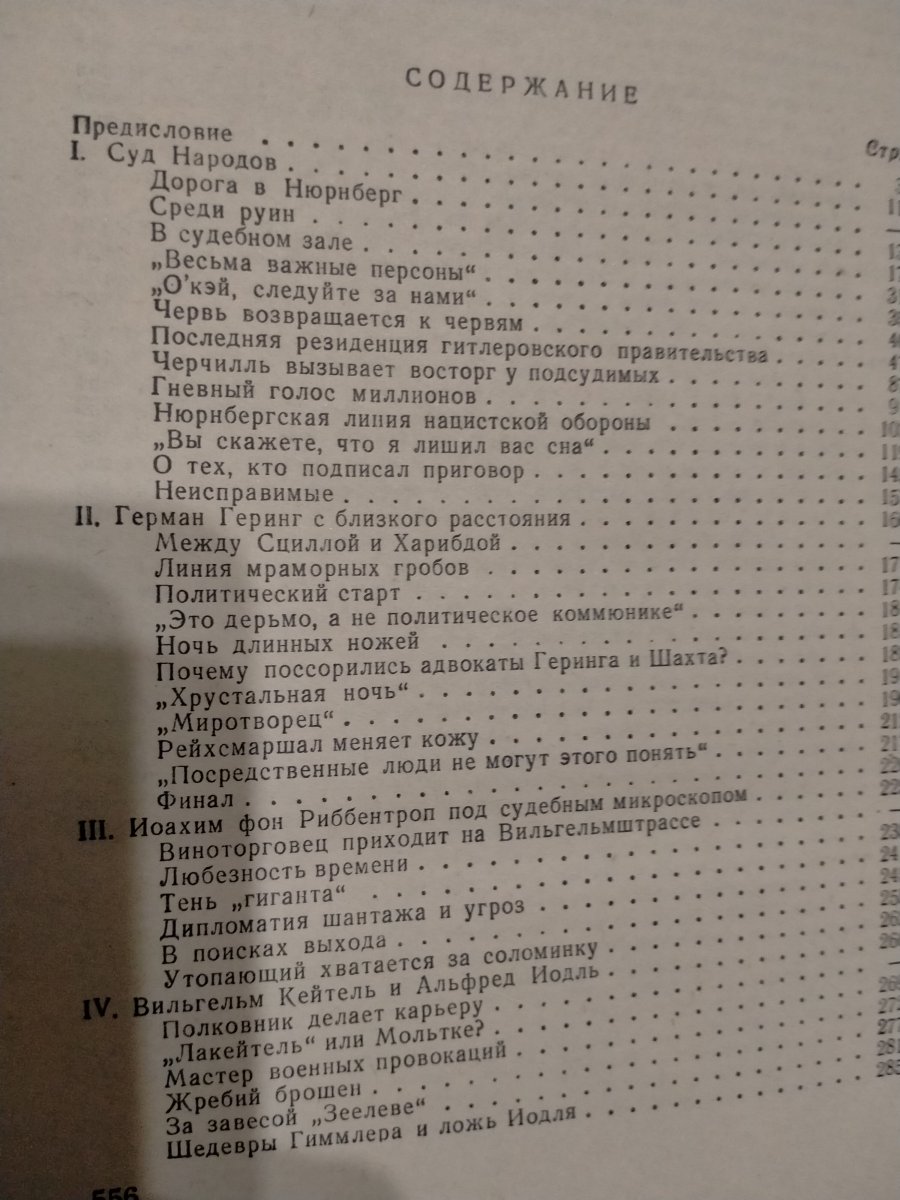 СОДЕРЖАНИЕ
Стр.
Предисловие
I. Суд Народов
Дорога в Нюрнберг
Среди руин
В судебном зале
„Весьма важные персоны“
„О’кэй, следуйте за нами“
Червь возвращается к червям
Последняя резиденция гитлеровского правительства
Черчилль вызывает восторг у подсудимых
Гневный голос миллионов
Нюрнбергская линия нацистской обороны
„Вы скажете, что я лишил вас сна“
О тех, кто подписал приговор
Неисправимые
II. Герман Геринг с близкого расстояния
Между Сциллой и Харибдой
Линия мраморных гробов
Политический старт
„Это дерьмо, а не политическое коммюнике“
Ночь длинных ножей
Почему поссорились адвокаты Геринга и Шахта?
„Хрустальная ночь“
„Миротворец“
Рейхсмаршал меняет кожу
„Посредственные люди не могут этого понять“
Финал
III. Иоахим фон Риббентроп под судебным микроскопом
Виноторговец приходит на Вильгельмштрассе
Любезность времени
Тень „гиганта“
Дипломатия шантажа и угроз
В поисках выхода
Утопающий хватается за соломинку
IV. Вильгельм Кейтель и Альфред Иодль
Полковник делает карьеру
„Лакейтель“ или Мольтке?
Мастер военных провокаций
Жребий брошен
За завесой „Зеелеве“
Шедевры Гиммлера и ложь Иодля
556